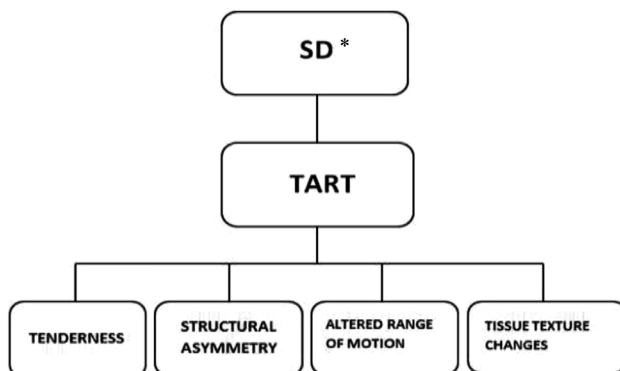 SD *
TART
TENDERNESS
STRUCTURAL
ASYMMETRY
ALTERED RANGE
OF MOTION
TISSUE TEXTURE
CHANGES